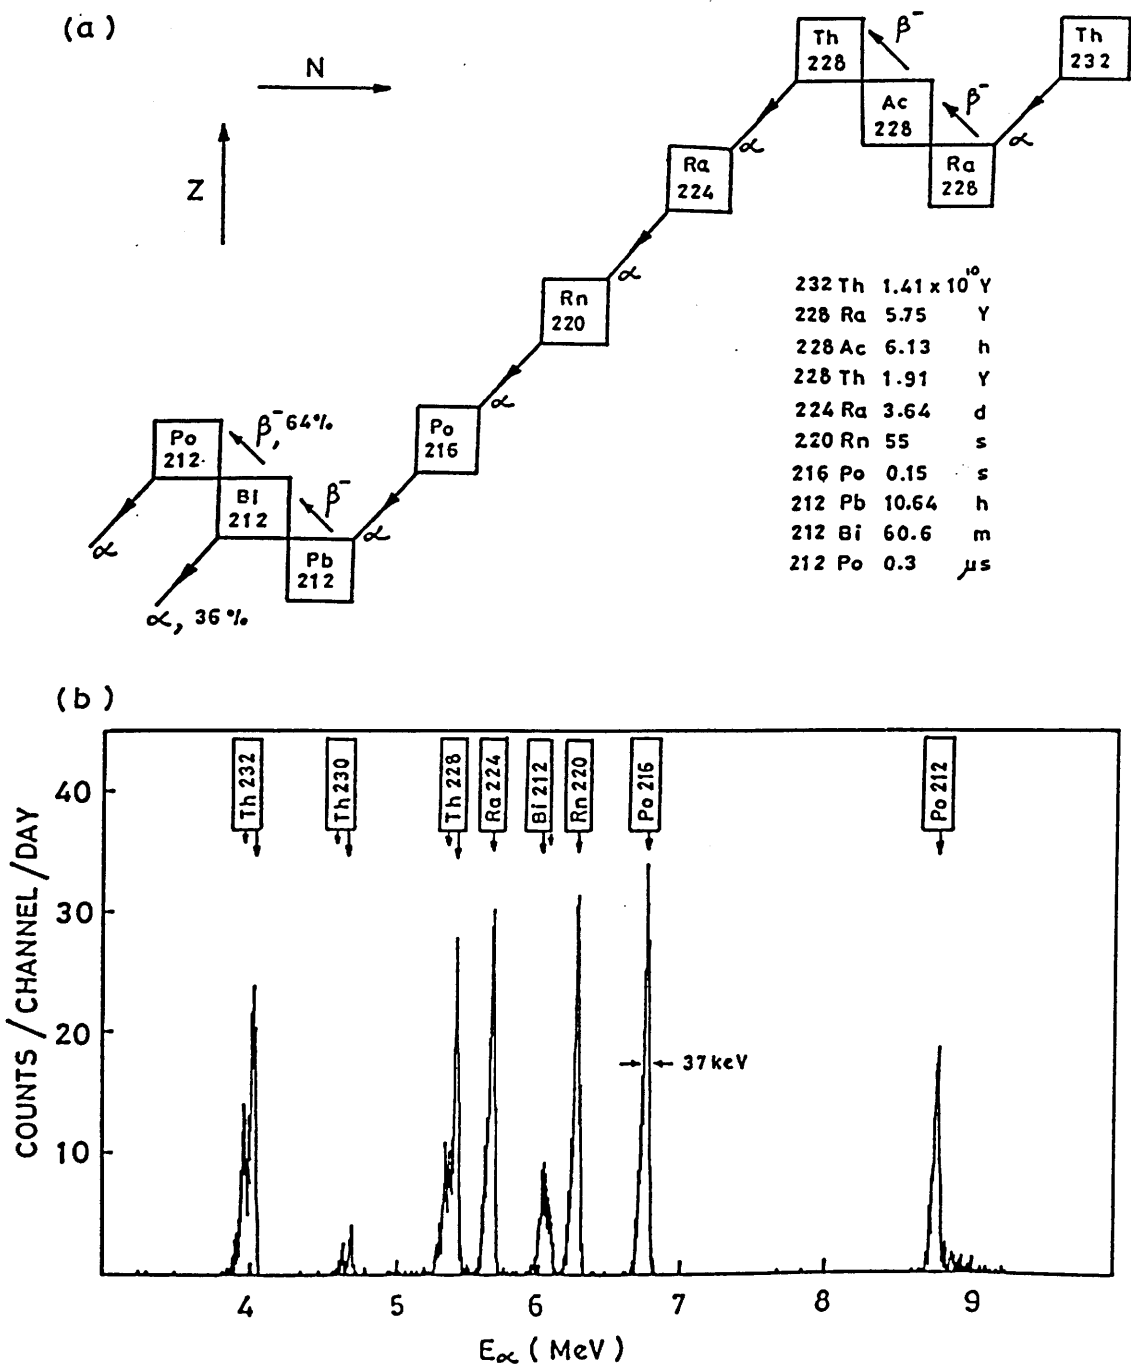 (a)
N
Z
Th 232
α
Ra 228
β⁻
Ac 228
β⁻
Th 228
α
Ra 224
α
Rn 220
α
Po 216
α
Pb 212
β⁻
Bi 212
β⁻, 64%
Po 212
α
α, 36%
232 Th 1.41 x 10¹⁰ Y
228 Ra 5.75 Y
228 Ac 6.13 h
228 Th 1.91 Y
224 Ra 3.64 d
220 Rn 55 s
216 Po 0.15 s
212 Pb 10.64 h
212 Bi 60.6 m
212 Po 0.3 μs
(b)
Th 232
Th 230
Th 228
Ra 224
Bi 212
Rn 220
Po 216
Po 212
COUNTS / CHANNEL / DAY
40
30
20
10
37 keV
4 5 6 7 8 9
Eα (MeV)